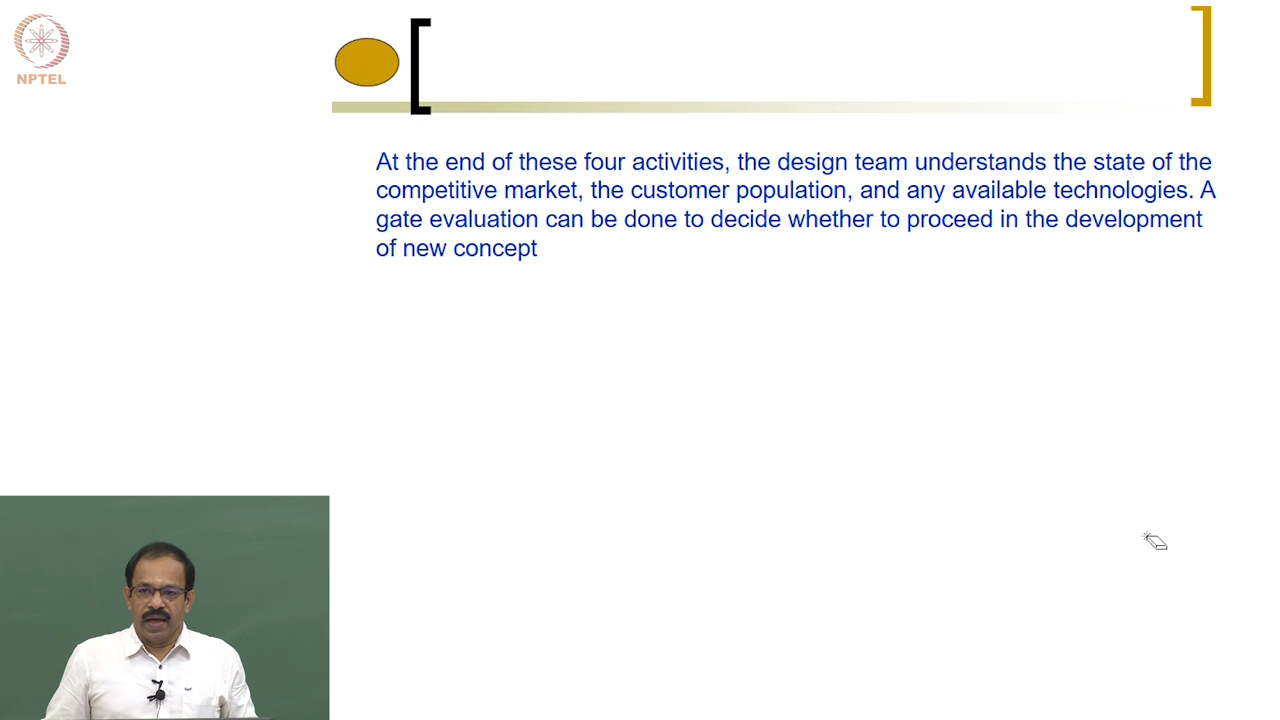 NPTEL
At the end of these four activities, the design team understands the state of the
competitive market, the customer population, and any available technologies. A
gate evaluation can be done to decide whether to proceed in the development
of new concept